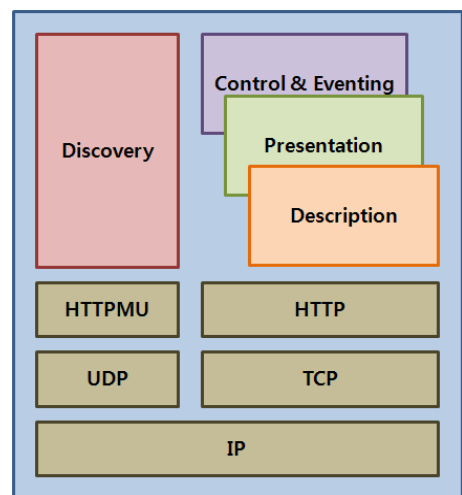 Discovery
Control & Eventing
Presentation
Description
HTTPMU
HTTP
UDP
TCP
IP